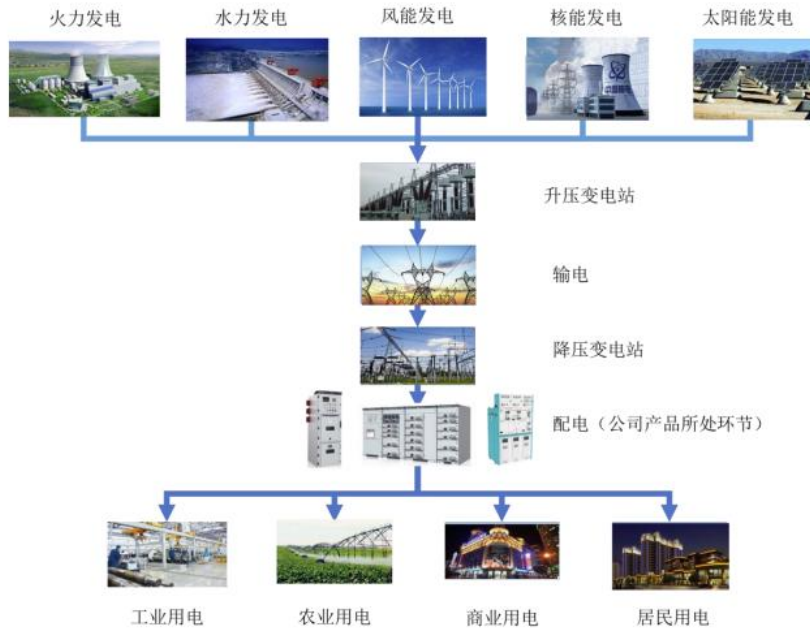 火力发电
水力发电
风能发电
核能发电
太阳能发电
升压变电站
输电
降压变电站
配电（公司产品所处环节）
工业用电
农业用电
商业用电
居民用电